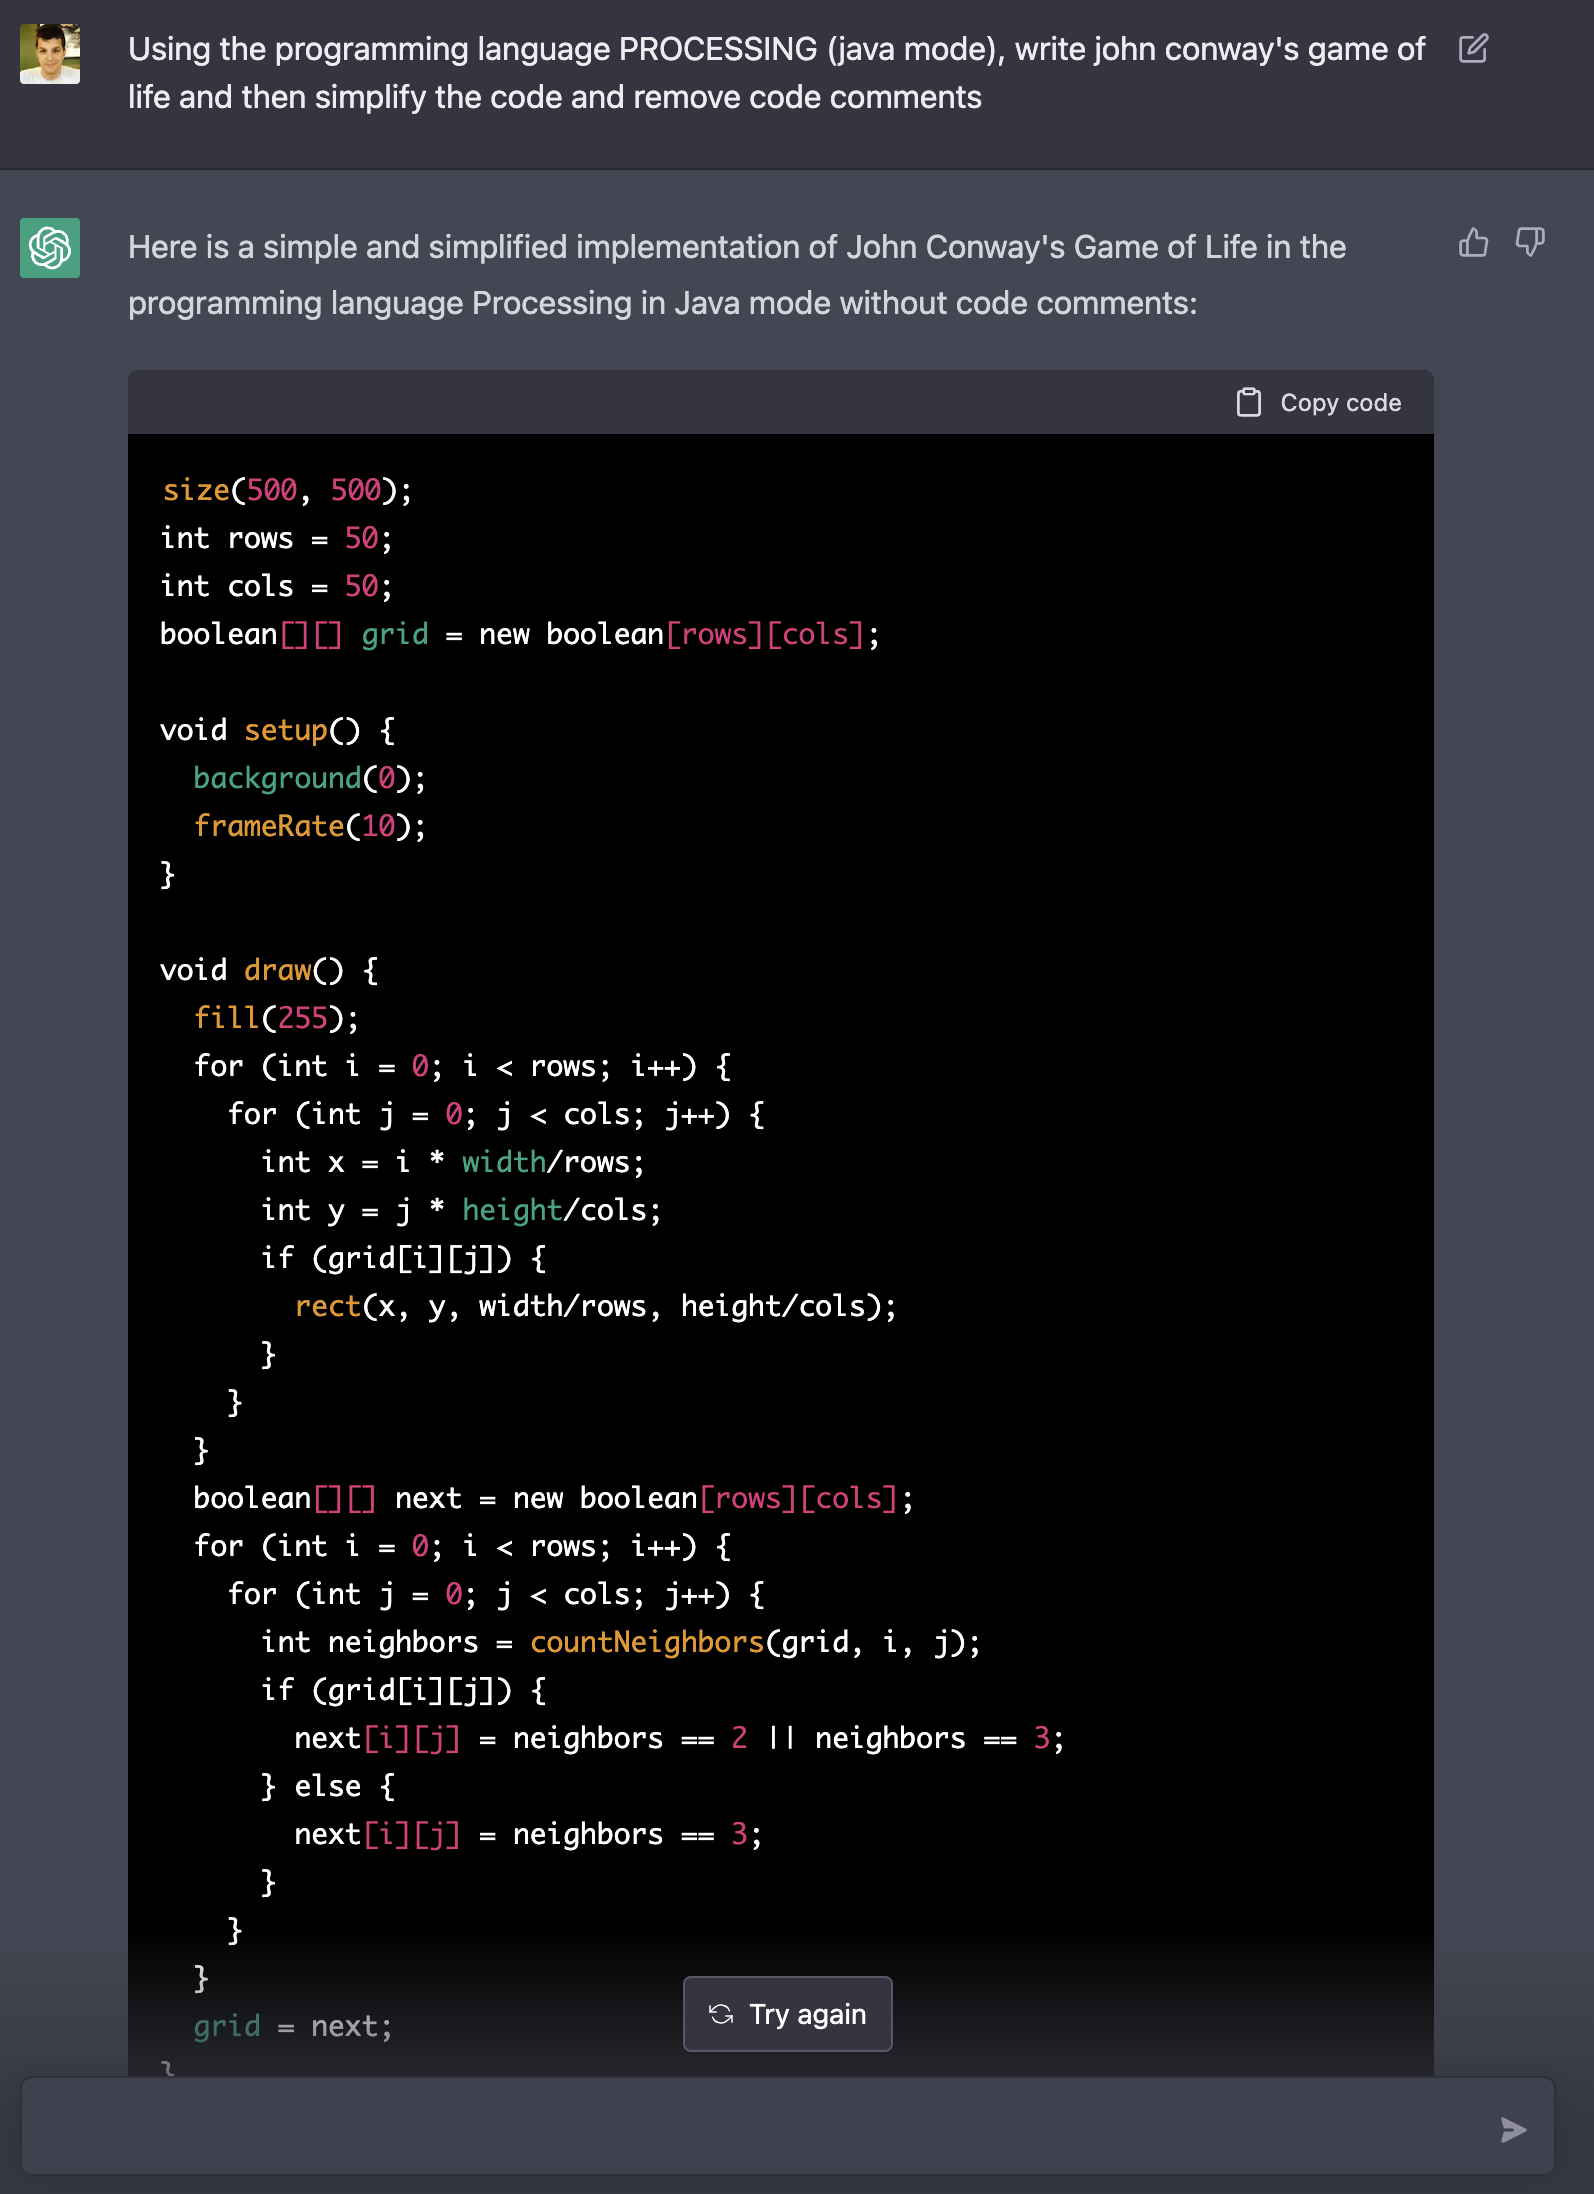 Using the programming language PROCESSING (java mode), write john conway's game of
life and then simplify the code and remove code comments
Here is a simple and simplified implementation of John Conway's Game of Life in the
programming language Processing in Java mode without code comments:
Copy code
size(500, 500);
int rows = 50;
int cols = 50;
boolean[][] grid = new boolean[rows][cols];

void setup() {
  background(0);
  frameRate(10);
}

void draw() {
  fill(255);
  for (int i = 0; i < rows; i++) {
    for (int j = 0; j < cols; j++) {
      int x = i * width/rows;
      int y = j * height/cols;
      if (grid[i][j]) {
        rect(x, y, width/rows, height/cols);
      }
    }
  }
  boolean[][] next = new boolean[rows][cols];
  for (int i = 0; i < rows; i++) {
    for (int j = 0; j < cols; j++) {
      int neighbors = countNeighbors(grid, i, j);
      if (grid[i][j]) {
        next[i][j] = neighbors == 2 || neighbors == 3;
      } else {
        next[i][j] = neighbors == 3;
      }
    }
  }
  grid = next;
}
Try again